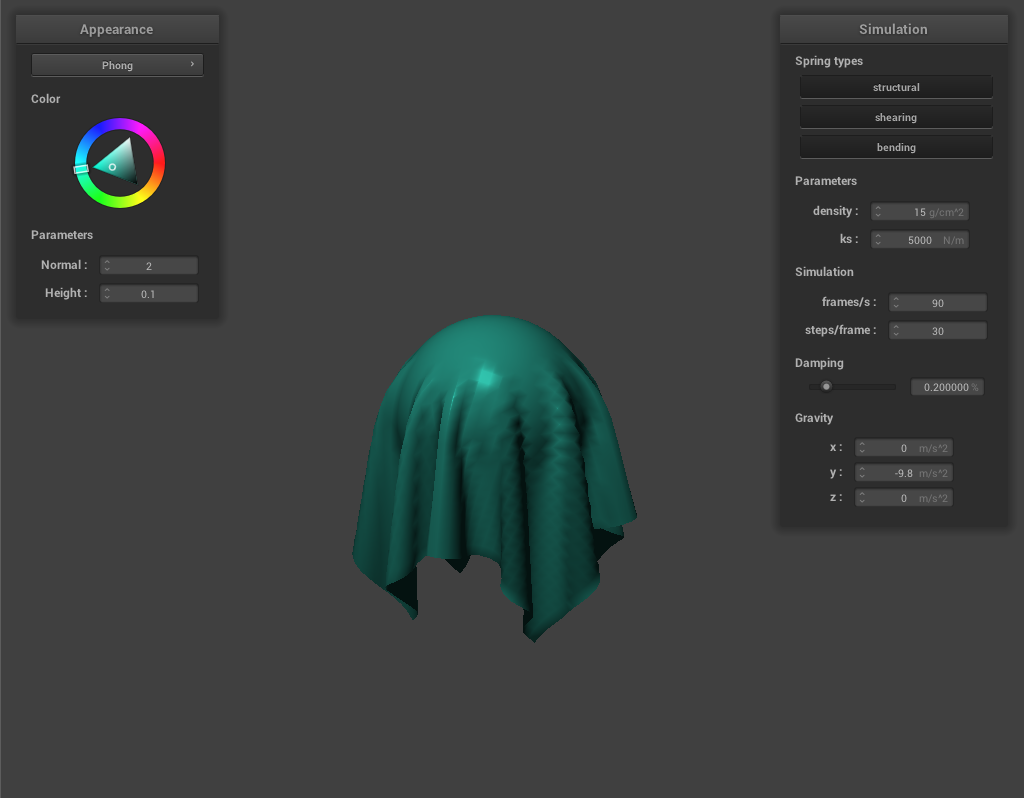 Appearance
Phong ›
Color
Parameters
Normal : 2
Height : 0.1
Simulation
Spring types
structural
shearing
bending
Parameters
density : 15 g/cm^2
ks : 5000 N/m
Simulation
frames/s : 90
steps/frame : 30
Damping
0.200000 %
Gravity
x : 0 m/s^2
y : -9.8 m/s^2
z : 0 m/s^2